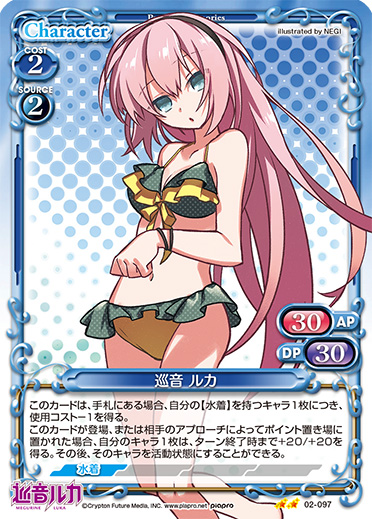 Character
illustrated by NEGI
COST
2
SOURCE
2
30 AP
DP 30
巡音 ルカ
このカードは、手札にある場合、自分の【水着】を持つキャラ1枚につき、
使用コスト－1を得る。
このカードが登場、または相手のアプローチによってポイント置き場に
置かれた場合、自分のキャラ1枚は、ターン終了時まで+20/+20を
得る。その後、そのキャラを活動状態にすることができる。
水着
巡音ルカ
MEGURINE LUKA
©Crypton Future Media, INC. www.piapro.net piapro
02-097